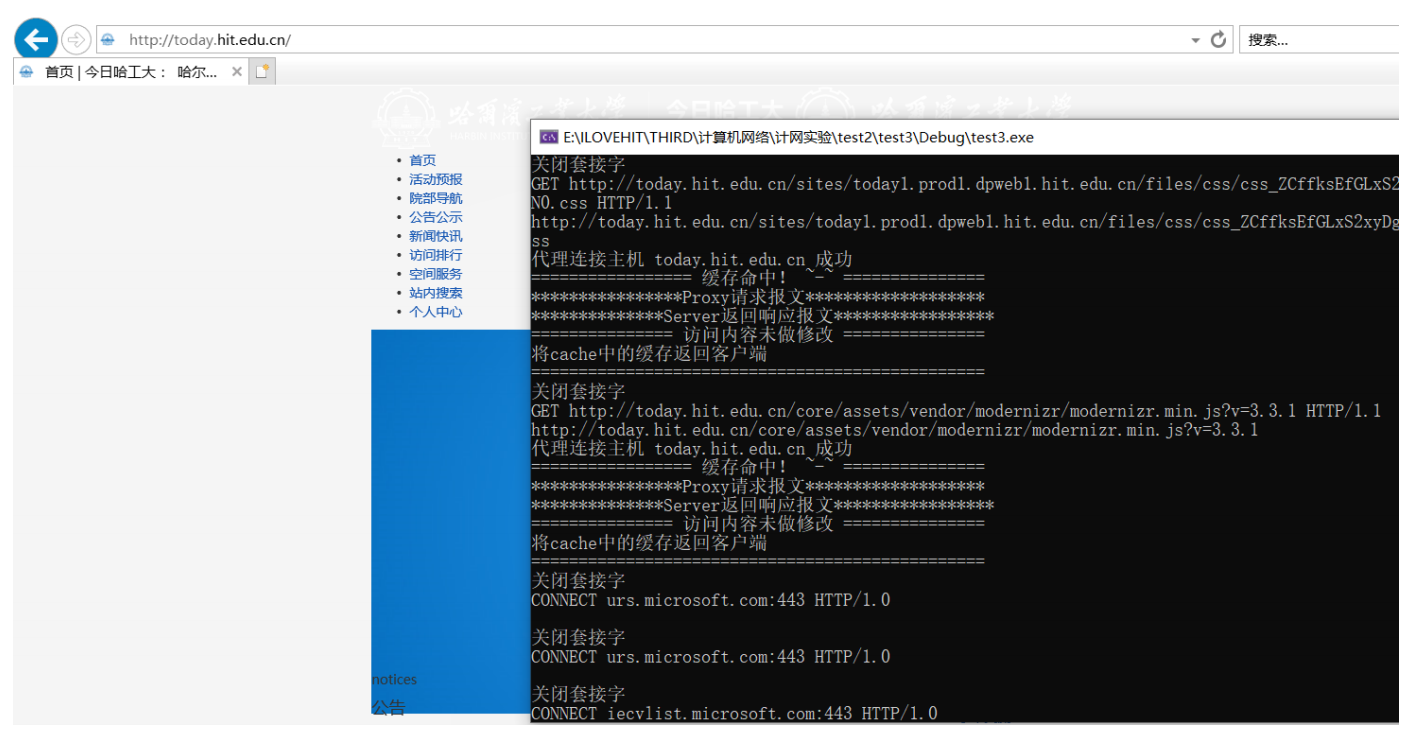 http://today.hit.edu.cn/
搜索...
首页 | 今日哈工大： 哈尔...
哈爾濱工業大學 今日哈工大 哈爾濱工業大學
E:\ILOVEHIT\THIRD\计算机网络\计网实验\test2\test3\Debug\test3.exe
• 首页
• 活动预报
• 院部导航
• 公告公示
• 新闻快讯
• 访问排行
• 空间服务
• 站内搜索
• 个人中心
关闭套接字
GET http://today.hit.edu.cn/sites/today1.prod1.dpweb1.hit.edu.cn/files/css/css_ZCffksEfGLxS2
NO.css HTTP/1.1
http://today.hit.edu.cn/sites/today1.prod1.dpweb1.hit.edu.cn/files/css/css_ZCffksEfGLxS2xyDg
ss
代理连接主机 today.hit.edu.cn 成功
================= 缓存命中！ ~-~ ===============
****************Proxy请求报文*******************
**************Server返回响应报文*****************
=============== 访问内容未做修改 ===============
将cache中的缓存返回客户端
================================================
关闭套接字
GET http://today.hit.edu.cn/core/assets/vendor/modernizr/modernizr.min.js?v=3.3.1 HTTP/1.1
http://today.hit.edu.cn/core/assets/vendor/modernizr/modernizr.min.js?v=3.3.1
代理连接主机 today.hit.edu.cn 成功
================= 缓存命中！ ~-~ ===============
****************Proxy请求报文*******************
**************Server返回响应报文*****************
=============== 访问内容未做修改 ===============
将cache中的缓存返回客户端
================================================
关闭套接字
CONNECT urs.microsoft.com:443 HTTP/1.0
关闭套接字
CONNECT urs.microsoft.com:443 HTTP/1.0
关闭套接字
CONNECT iecvlist.microsoft.com:443 HTTP/1.0
notices
公告